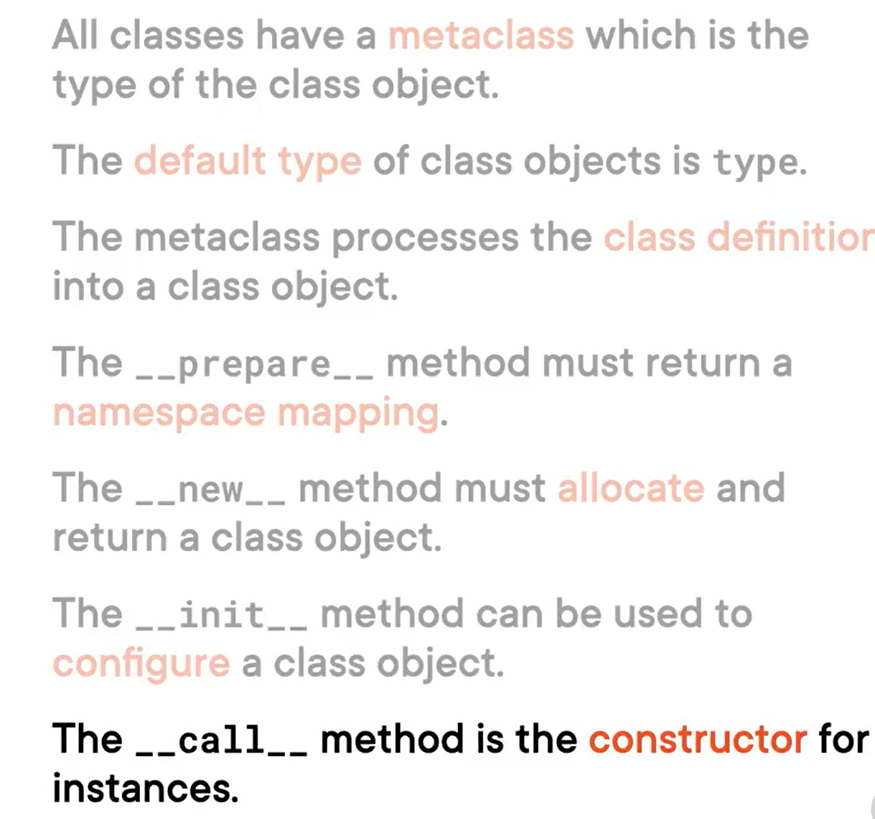 All classes have a metaclass which is the
type of the class object.
The default type of class objects is type.
The metaclass processes the class definition
into a class object.
The __prepare__ method must return a
namespace mapping.
The __new__ method must allocate and
return a class object.
The __init__ method can be used to
configure a class object.
The __call__ method is the constructor for
instances.